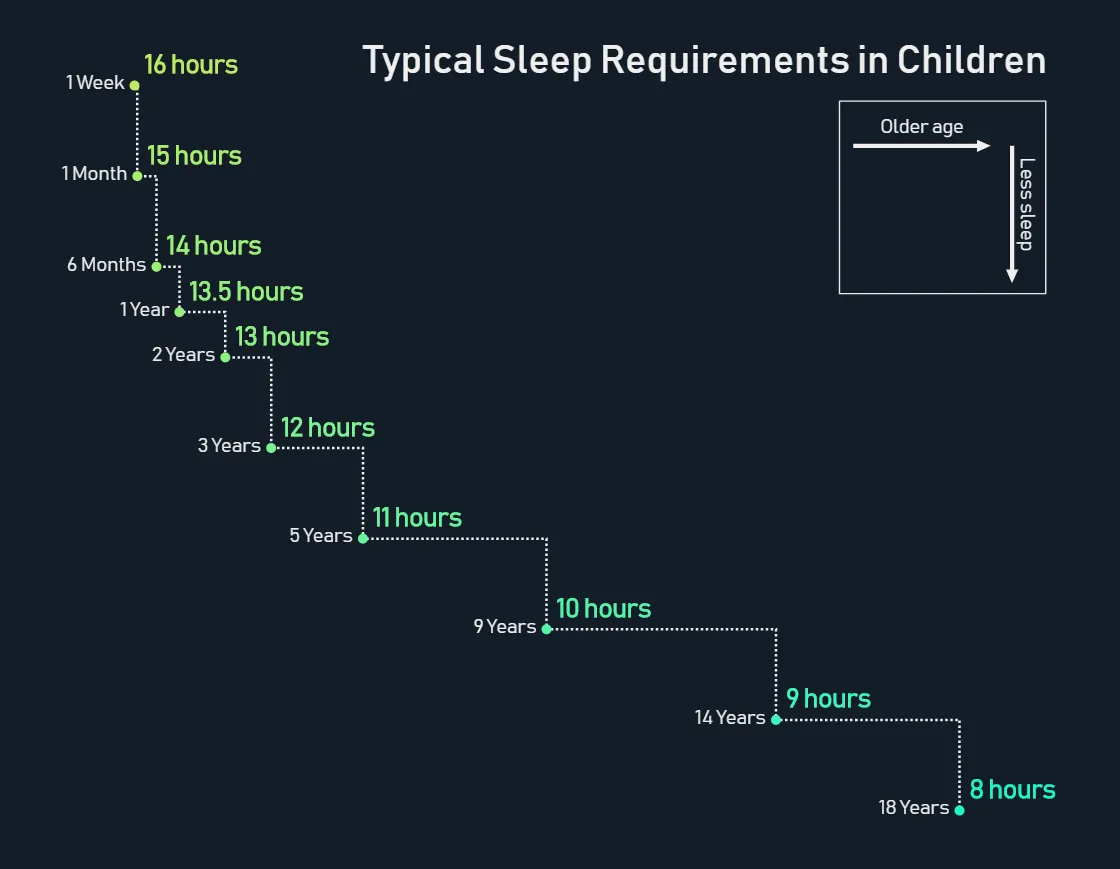 Typical Sleep Requirements in Children
Older age
Less sleep
16 hours
1 Week
15 hours
1 Month
14 hours
6 Months
13.5 hours
1 Year
13 hours
2 Years
12 hours
3 Years
11 hours
5 Years
10 hours
9 Years
9 hours
14 Years
8 hours
18 Years